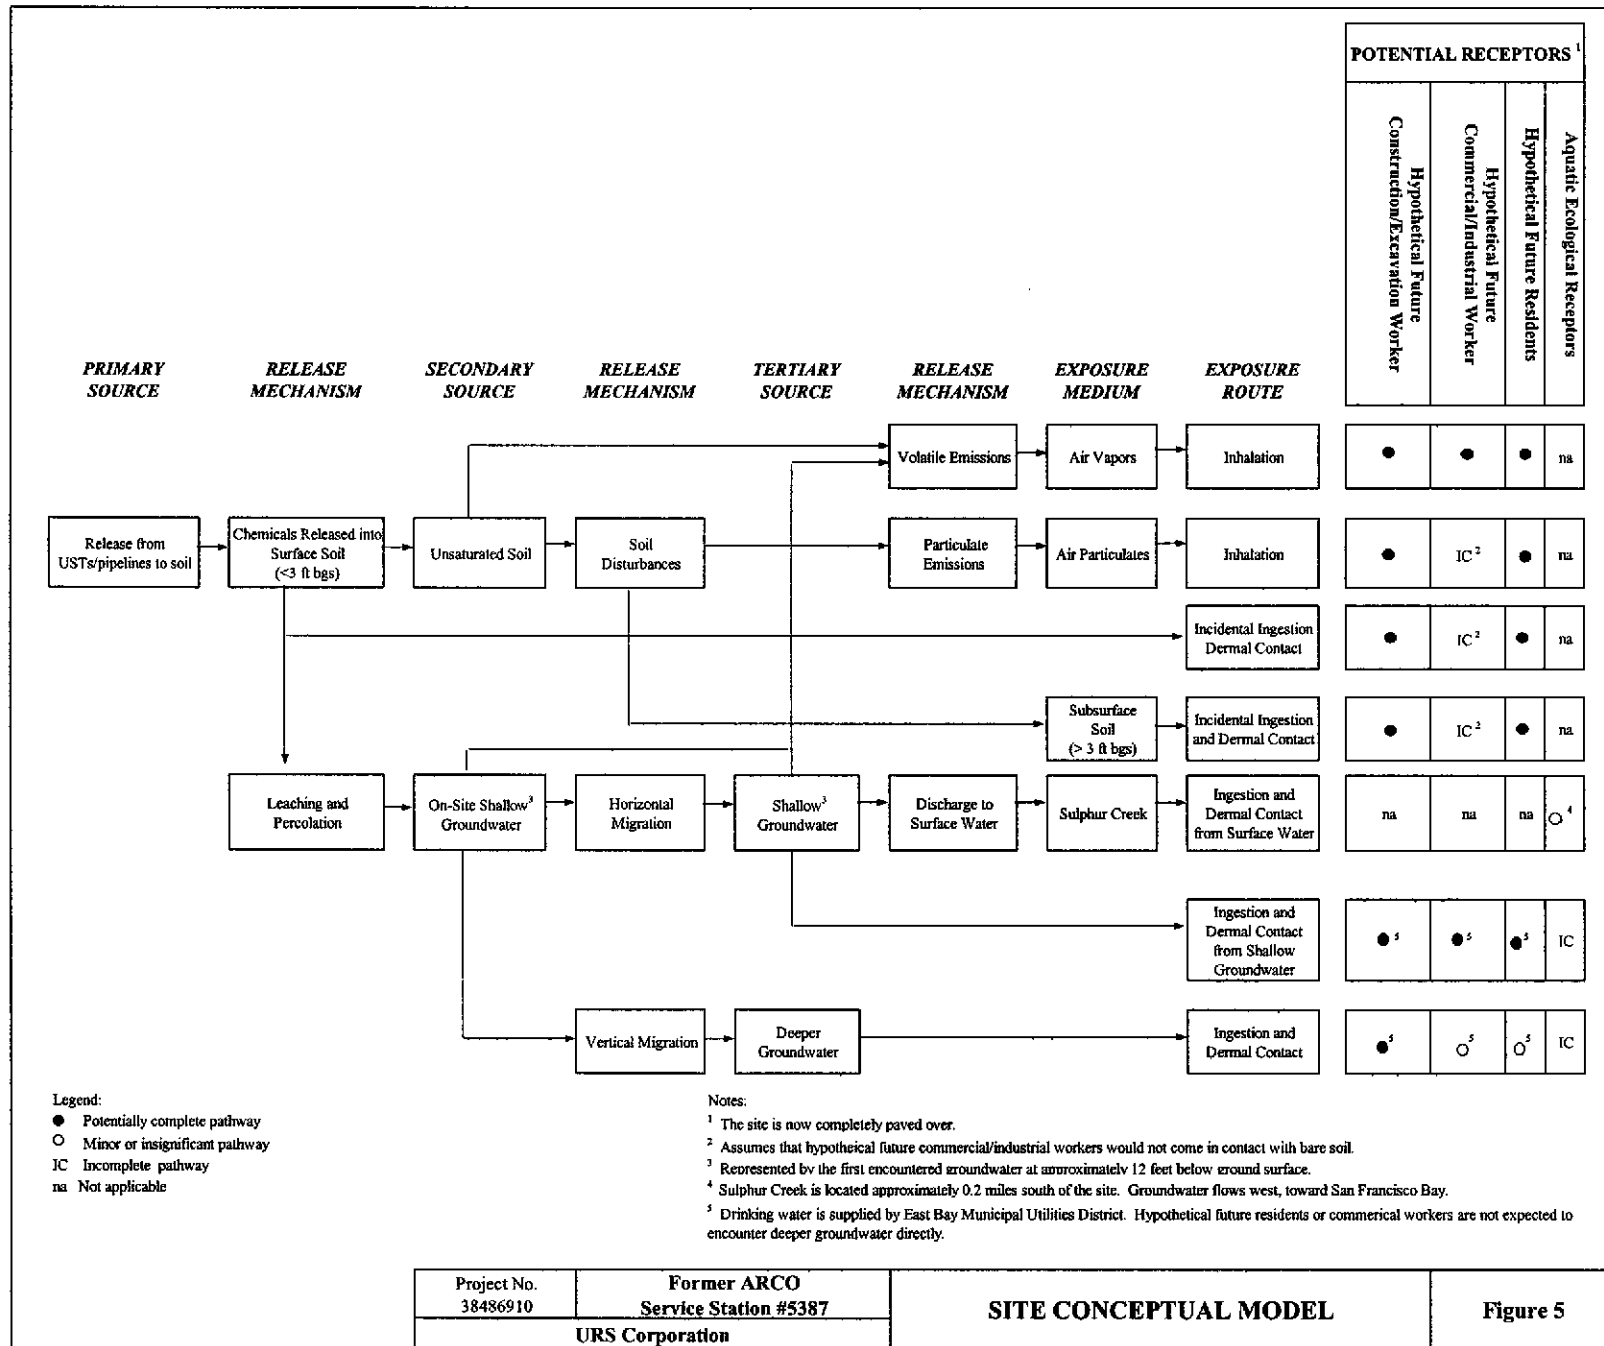 POTENTIAL RECEPTORS 1
Hypothetical Future
Construction/Excavation Worker
Hypothetical Future
Commercial/Industrial Worker
Hypothetical Future Residents
Aquatic Ecological Receptors
PRIMARY
SOURCE
RELEASE
MECHANISM
SECONDARY
SOURCE
RELEASE
MECHANISM
TERTIARY
SOURCE
RELEASE
MECHANISM
EXPOSURE
MEDIUM
EXPOSURE
ROUTE
Volatile Emissions
Air Vapors
Inhalation
● ● ● na
Release from
USTs/pipelines to soil
Chemicals Released into
Surface Soil
(<3 ft bgs)
Unsaturated Soil
Soil
Disturbances
Particulate
Emissions
Air Particulates
Inhalation
● IC 2 ● na
Incidental Ingestion
Dermal Contact
● IC 2 ● na
Subsurface
Soil
(> 3 ft bgs)
Incidental Ingestion
and Dermal Contact
● IC 2 ● na
Leaching and
Percolation
On-Site Shallow3
Groundwater
Horizontal
Migration
Shallow3
Groundwater
Discharge to
Surface Water
Sulphur Creek
Ingestion and
Dermal Contact
from Surface Water
na na na ○ 4
Ingestion and
Dermal Contact
from Shallow
Groundwater
● 5 ● 5 ● 5 IC
Vertical Migration
Deeper
Groundwater
Ingestion and
Dermal Contact
● 5 ○ 5 ○ 5 IC
Legend:
● Potentially complete pathway
○ Minor or insignificant pathway
IC Incomplete pathway
na Not applicable
Notes:
1 The site is now completely paved over.
2 Assumes that hypotheical future commercial/industrial workers would not come in contact with bare soil.
3 Represented by the first encountered groundwater at approximately 12 feet below ground surface.
4 Sulphur Creek is located approximately 0.2 miles south of the site. Groundwater flows west, toward San Francisco Bay.
5 Drinking water is supplied by East Bay Municipal Utilities District. Hypothetical future residents or commerical workers are not expected to
encounter deeper groundwater directly.
Project No.
38486910
Former ARCO
Service Station #5387
URS Corporation
SITE CONCEPTUAL MODEL
Figure 5